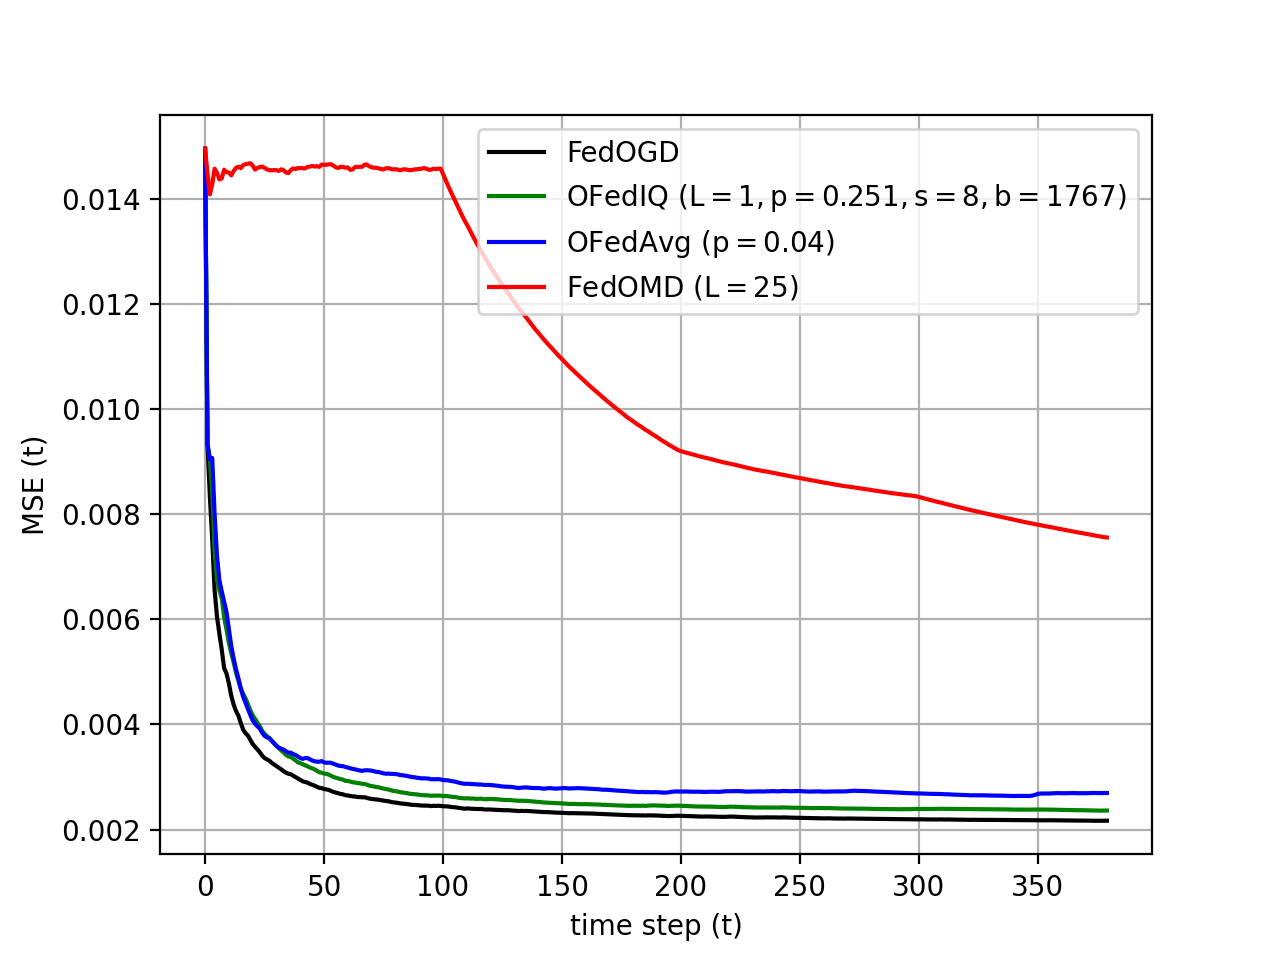 FedOGD
OFedIQ (L = 1, p = 0.251, s = 8, b = 1767)
OFedAvg (p = 0.04)
FedOMD (L = 25)
0.014
0.012
0.010
0.008
0.006
0.004
0.002
MSE (t)
0 50 100 150 200 250 300 350
time step (t)